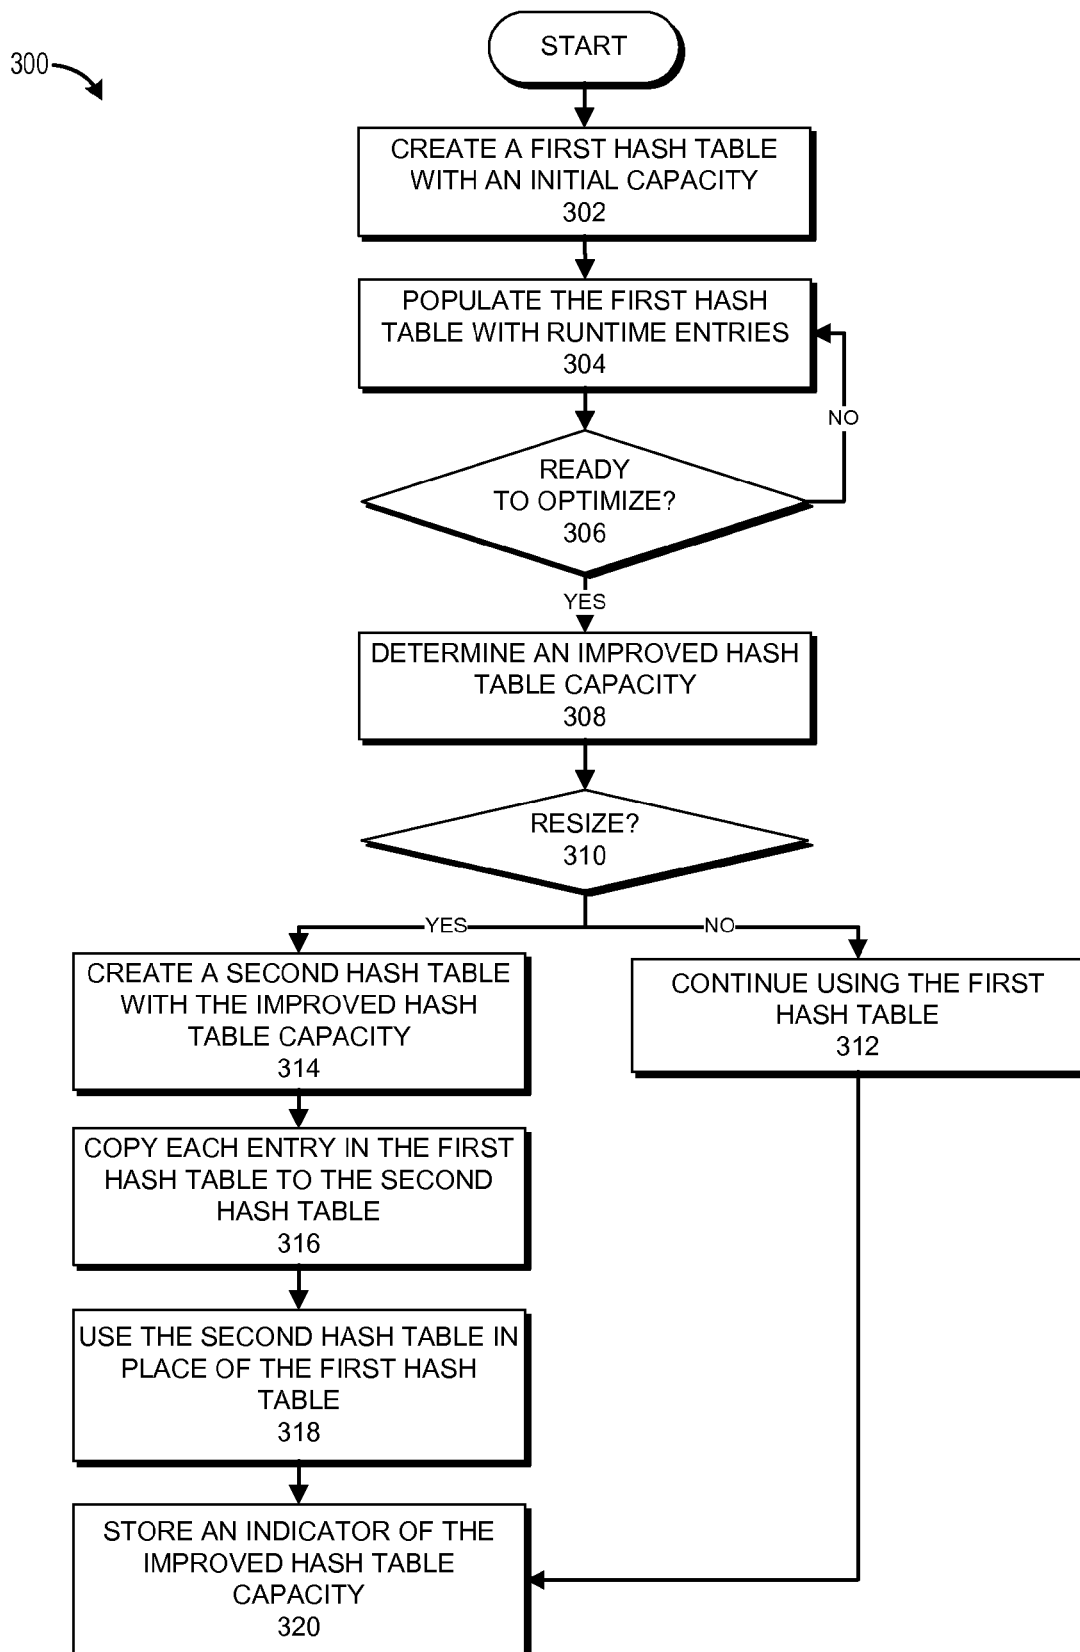 300
START
CREATE A FIRST HASH TABLE
WITH AN INITIAL CAPACITY
302
POPULATE THE FIRST HASH
TABLE WITH RUNTIME ENTRIES
304
NO
READY
TO OPTIMIZE?
306
YES
DETERMINE AN IMPROVED HASH
TABLE CAPACITY
308
RESIZE?
310
YES
NO
CREATE A SECOND HASH TABLE
WITH THE IMPROVED HASH
TABLE CAPACITY
314
CONTINUE USING THE FIRST
HASH TABLE
312
COPY EACH ENTRY IN THE FIRST
HASH TABLE TO THE SECOND
HASH TABLE
316
USE THE SECOND HASH TABLE IN
PLACE OF THE FIRST HASH
TABLE
318
STORE AN INDICATOR OF THE
IMPROVED HASH TABLE
CAPACITY
320